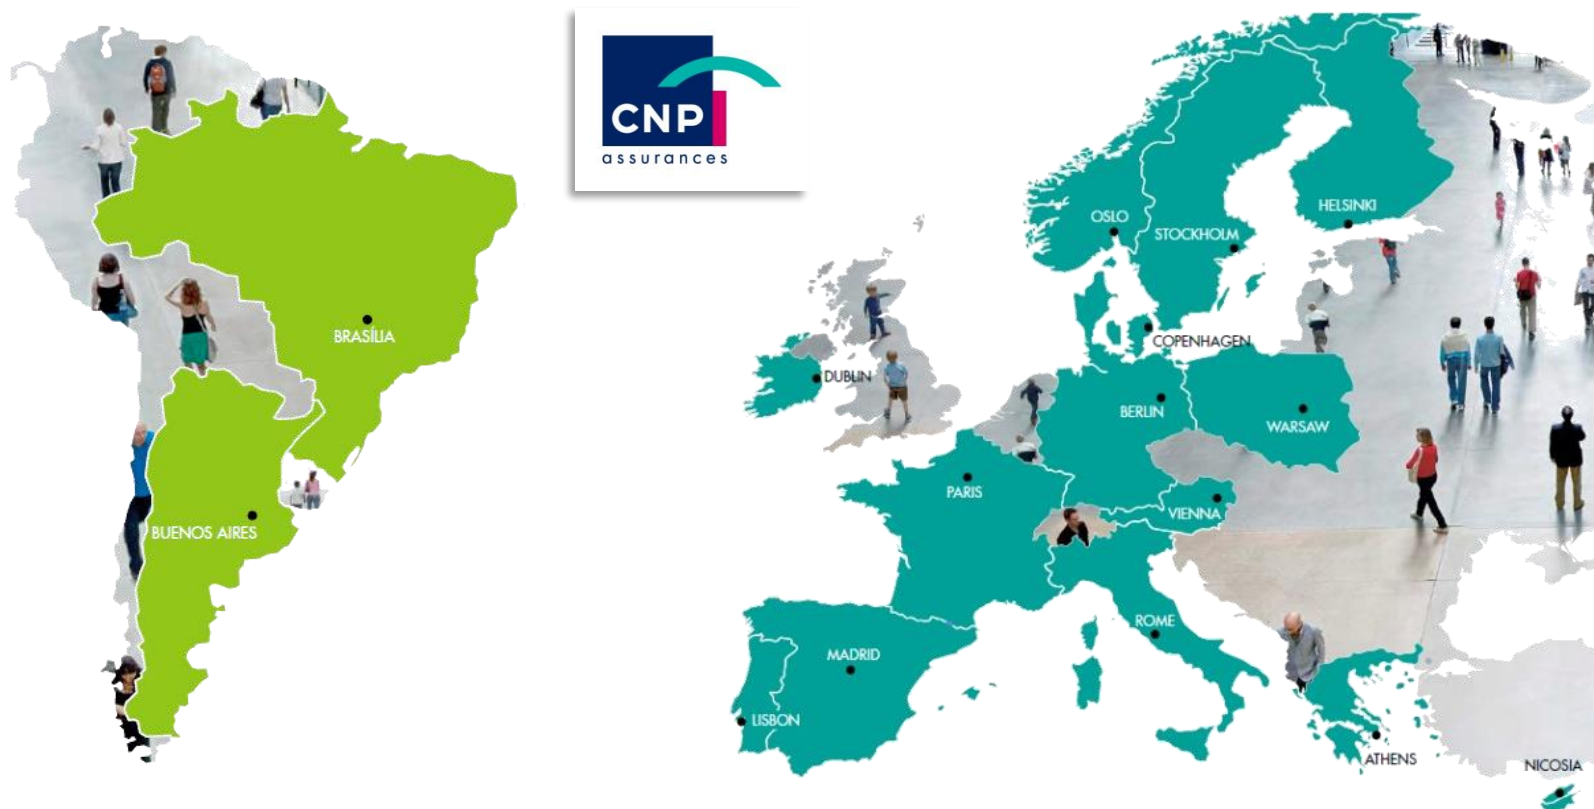 CNP
assurances
BRASÍLIA
BUENOS AIRES
OSLO
STOCKHOLM
HELSINKI
COPENHAGEN
DUBLIN
BERLIN
WARSAW
PARIS
VIENNA
ROME
MADRID
LISBON
ATHENS
NICOSIA